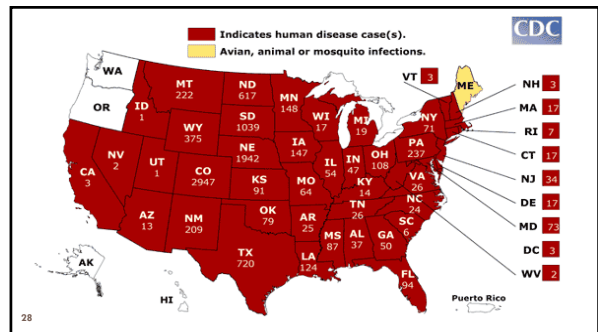 Indicates human disease case(s).
Avian, animal or mosquito infections.
CDC
WA
OR
MT
222
ID
1
WY
375
ND
617
SD
1039
NE
1942
MN
148
WI
17
MI
19
IA
147
NV
2
UT
1
CO
2947
KS
91
CA
3
AZ
13
NM
209
OK
79
TX
720
MO
64
AR
25
LA
124
IL
54
IN
47
OH
108
KY
14
TN
26
MS
87
AL
37
GA
50
FL
94
SC
6
NC
24
VA
26
PA
237
NY
71
VT 3
ME
NH 3
MA 17
RI 7
CT 17
NJ 34
DE 17
MD 73
DC 3
WV 2
AK
HI
Puerto Rico
28